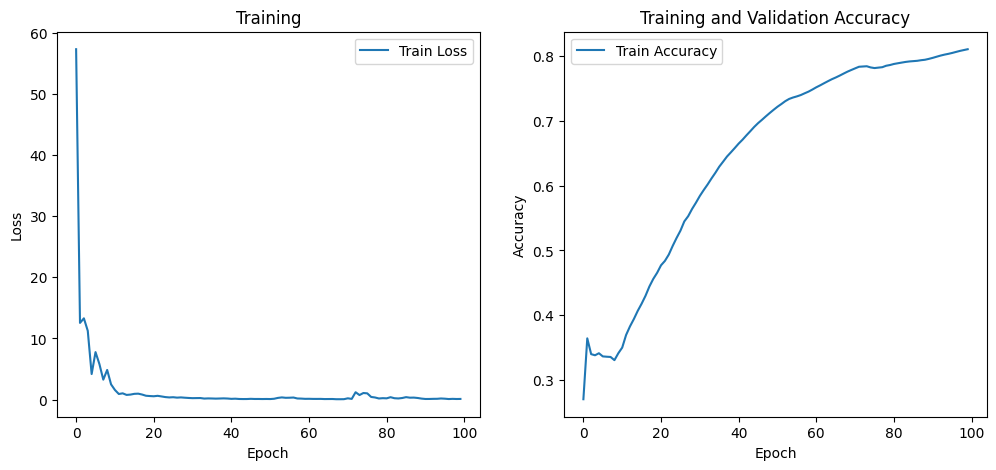 Training
Train Loss
60
50
40
30
20
10
0
Loss
0 20 40 60 80 100
Epoch
Training and Validation Accuracy
Train Accuracy
0.8
0.7
0.6
0.5
0.4
0.3
Accuracy
0 20 40 60 80 100
Epoch